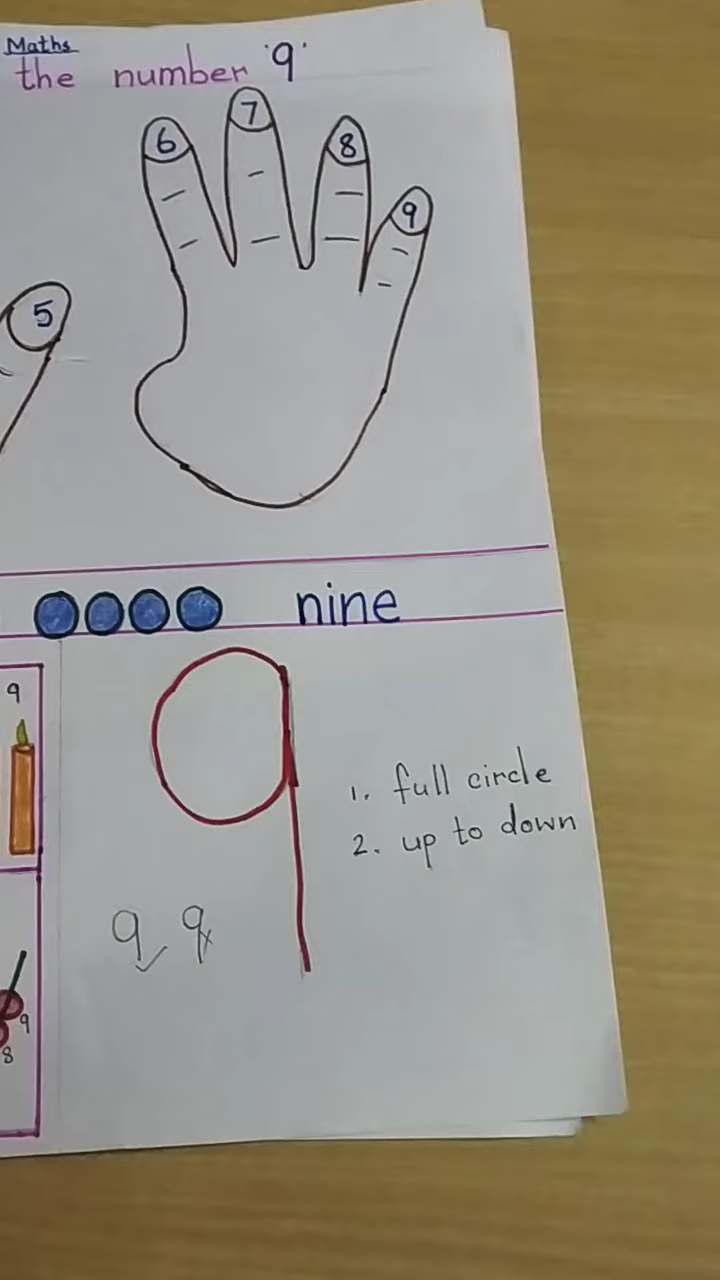 Maths
the number '9'
6 7 8 9
5
nine
9
9
1. full circle
2. up to down
9 9
9
8